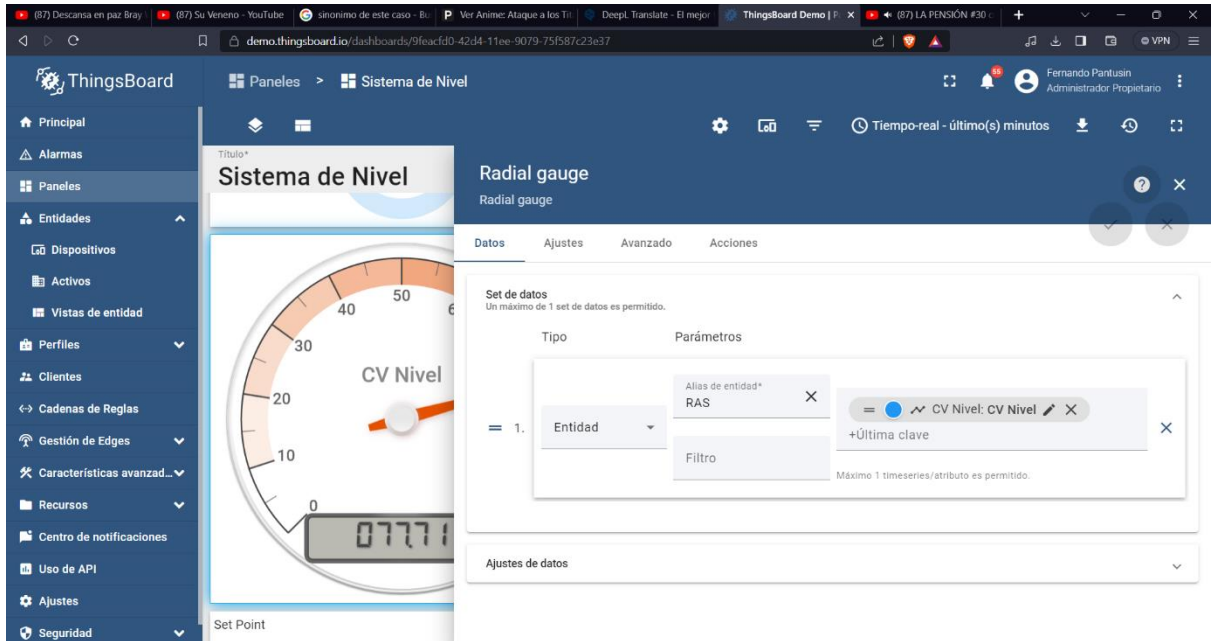 (87) Descansa en paz Bray
(87) Su Veneno - YouTube
sinonimo de este caso - Bu
Ver Anime: Ataque a los Tit
DeepL Translate - El mejor
ThingsBoard Demo | P
(87) LA PENSIÓN #30 c
demo.thingsboard.io/dashboards/9feacfd0-42d4-11ee-9079-75f587c23e37
VPN
ThingsBoard
Paneles > Sistema de Nivel
55
Fernando Pantusin
Administrador Propietario
Principal
Alarmas
Paneles
Entidades
Dispositivos
Activos
Vistas de entidad
Perfiles
Clientes
Cadenas de Reglas
Gestión de Edges
Características avanzad...
Recursos
Centro de notificaciones
Uso de API
Ajustes
Seguridad
Tiempo-real - último(s) minutos
Título*
Sistema de Nivel
0
10
20
30
40
50
6
CV Nivel
077.71
Set Point
Radial gauge
Radial gauge
Datos Ajustes Avanzado Acciones
Set de datos
Un máximo de 1 set de datos es permitido.
Tipo Parámetros
1. Entidad
Alias de entidad*
RAS
Filtro
CV Nivel: CV Nivel
+Última clave
Máximo 1 timeseries/atributo es permitido.
Ajustes de datos